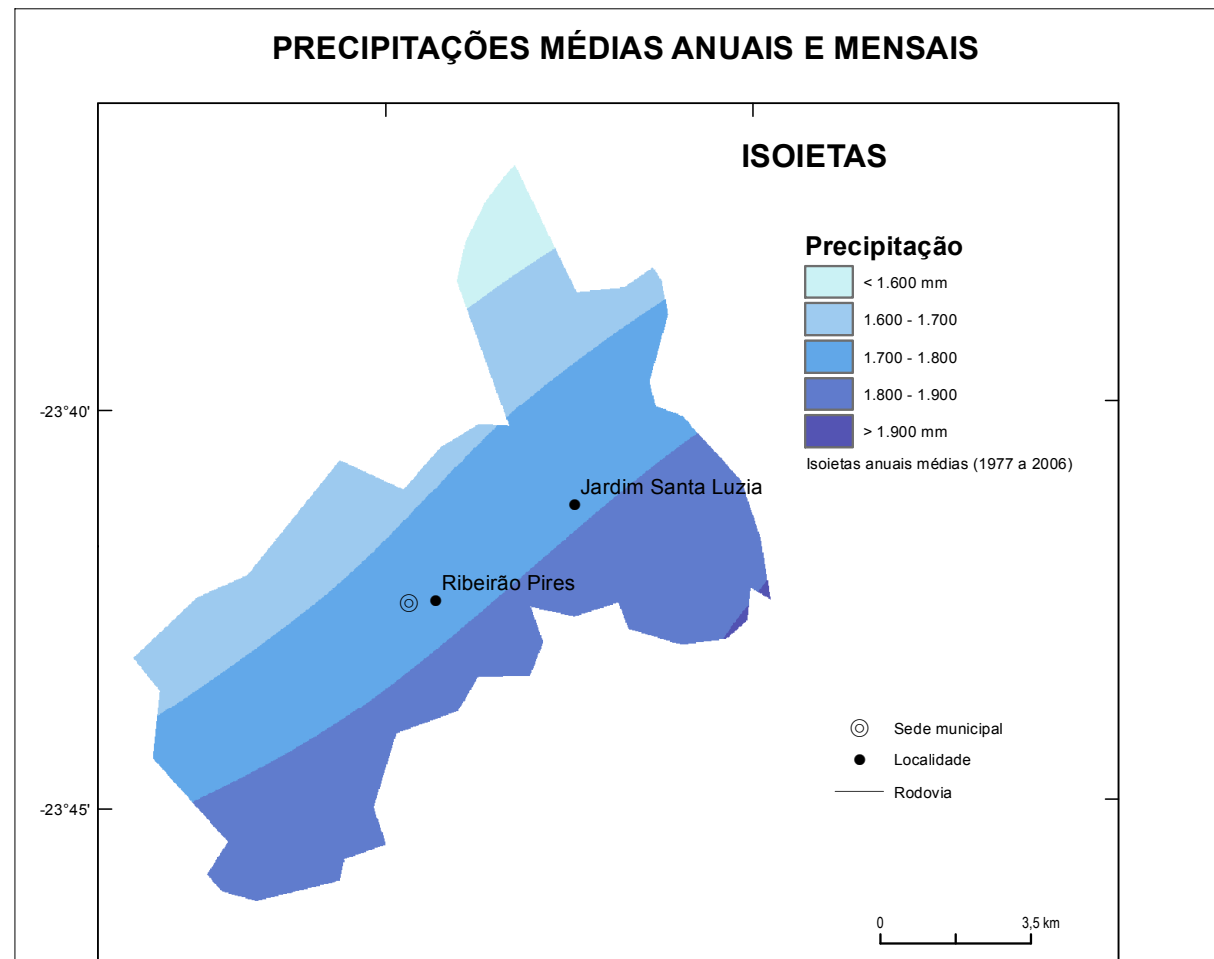 PRECIPITAÇÕES MÉDIAS ANUAIS E MENSAIS
ISOIETAS
Precipitação
< 1.600 mm
1.600 - 1.700
1.700 - 1.800
1.800 - 1.900
> 1.900 mm
Isoietas anuais médias (1977 a 2006)
-23°40'
Jardim Santa Luzia
Ribeirão Pires
Sede municipal
Localidade
Rodovia
-23°45'
0 3,5 km